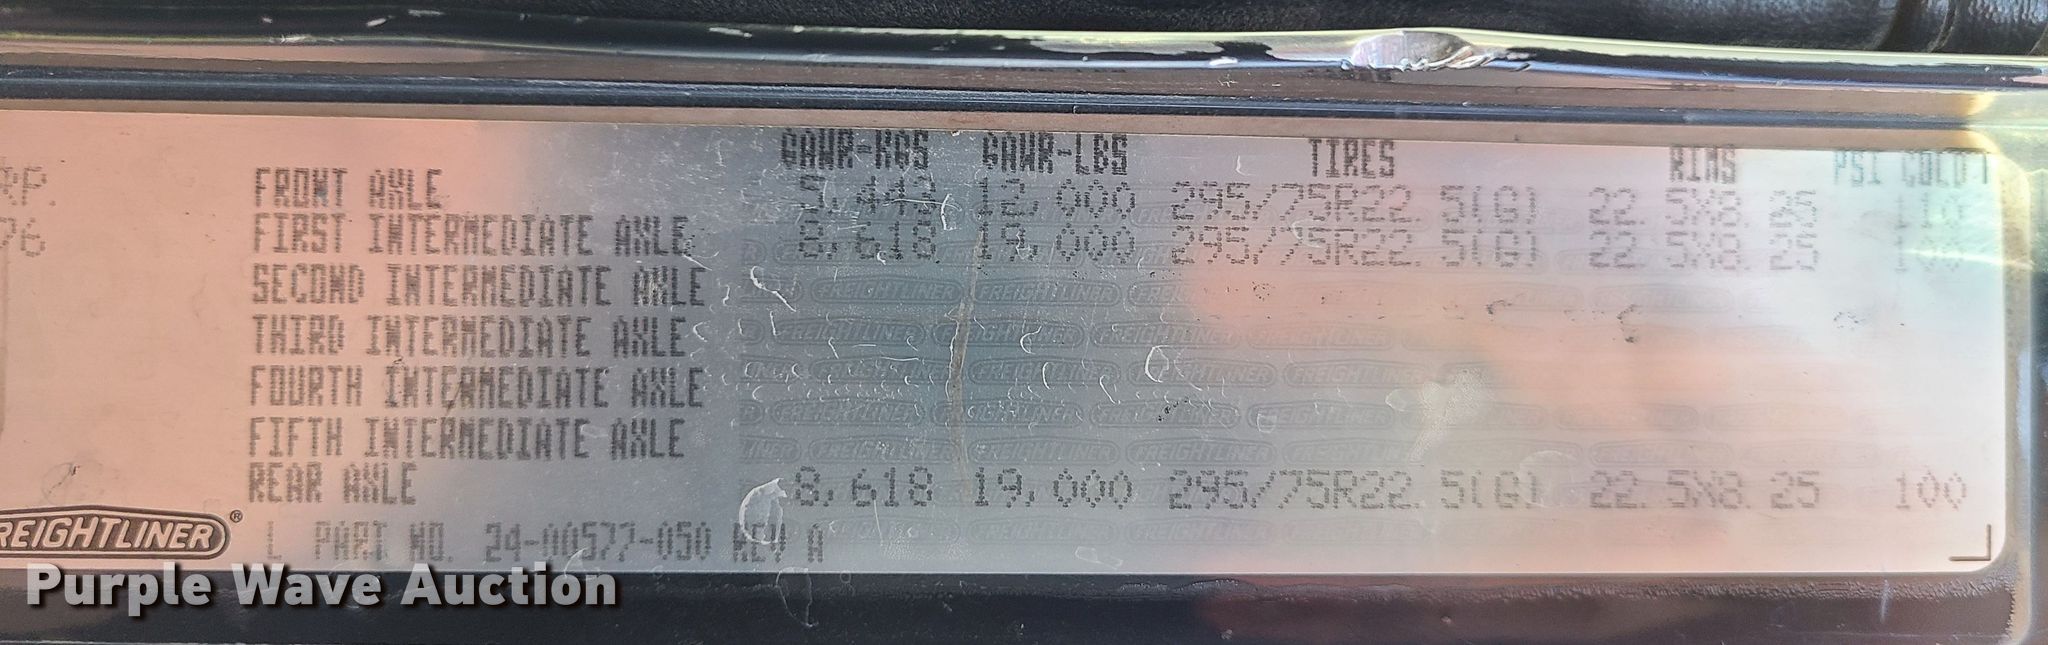 GAWR-KGS GAWR-LBS TIRES RIMS PSI COLD
RP. FRONT AXLE 5.443 12.000 295/75R22.5(G) 22.5X8.25 110
76 FIRST INTERMEDIATE AXLE 8.618 19.000 295/75R22.5(G) 22.5X8.25 100
SECOND INTERMEDIATE AXLE
THIRD INTERMEDIATE AXLE
FOURTH INTERMEDIATE AXLE
FIFTH INTERMEDIATE AXLE
REAR AXLE 8.618 19.000 295/75R22.5(G) 22.5X8.25 100
FREIGHTLINER® L PART NO. 24-00577-050 REV A
Purple Wave Auction